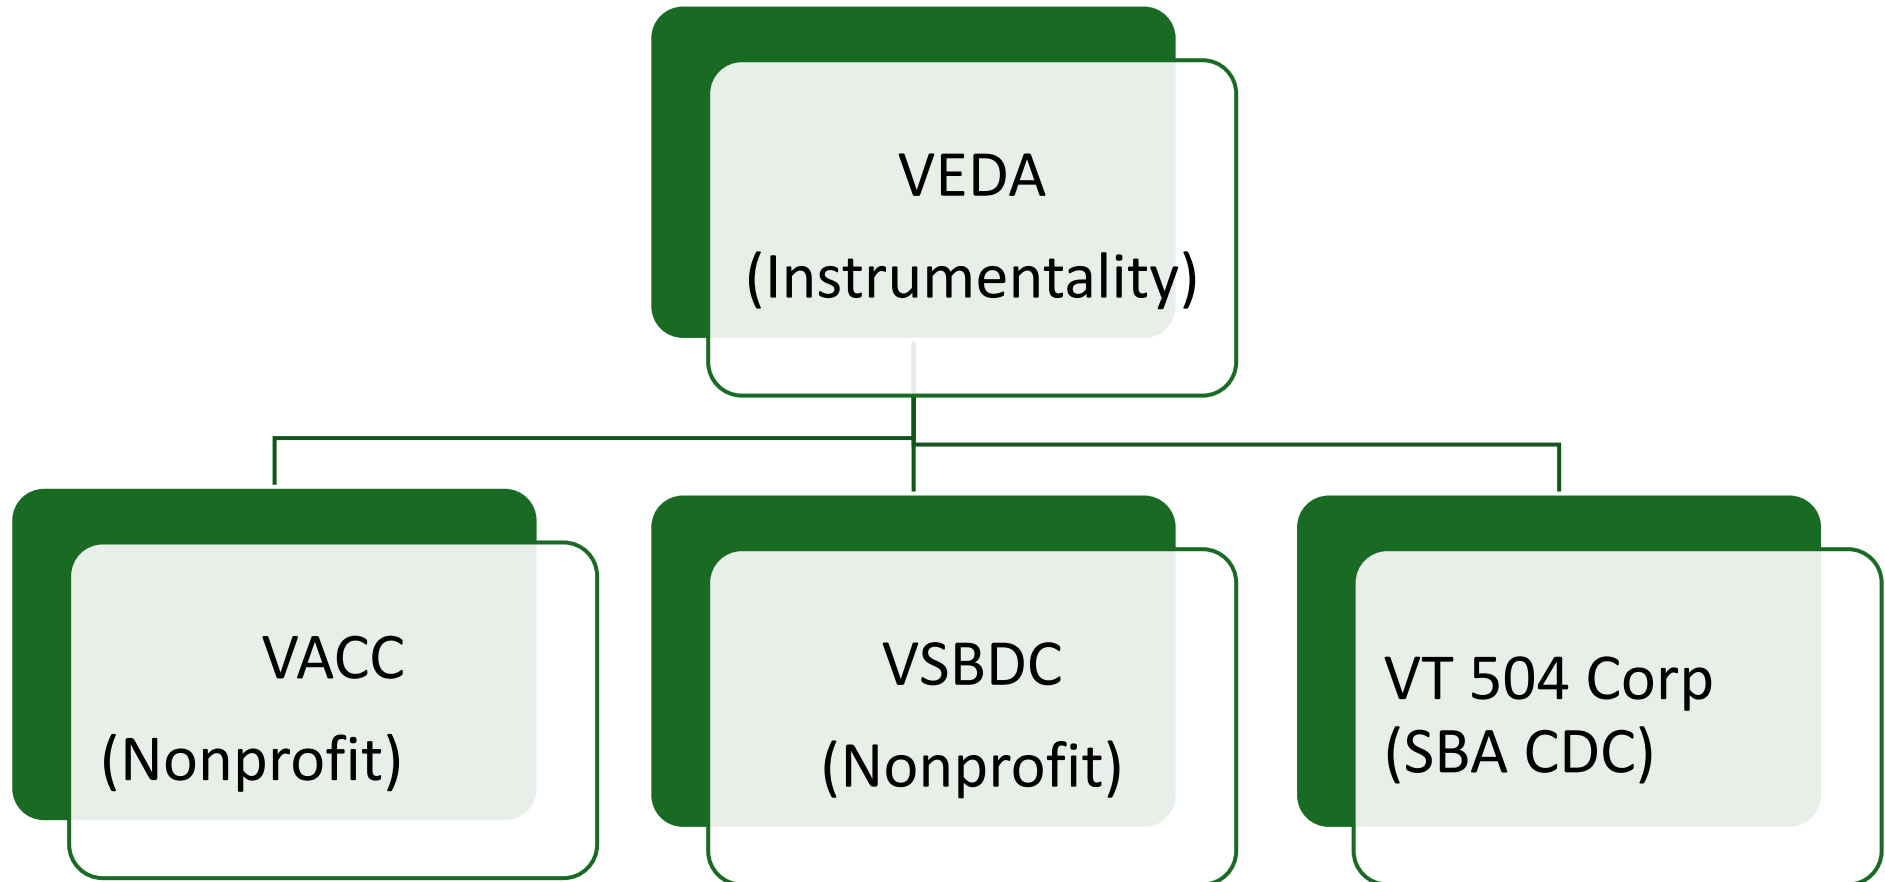 VEDA
(Instrumentality)
VACC
(Nonprofit)
VSBDC
(Nonprofit)
VT 504 Corp
(SBA CDC)